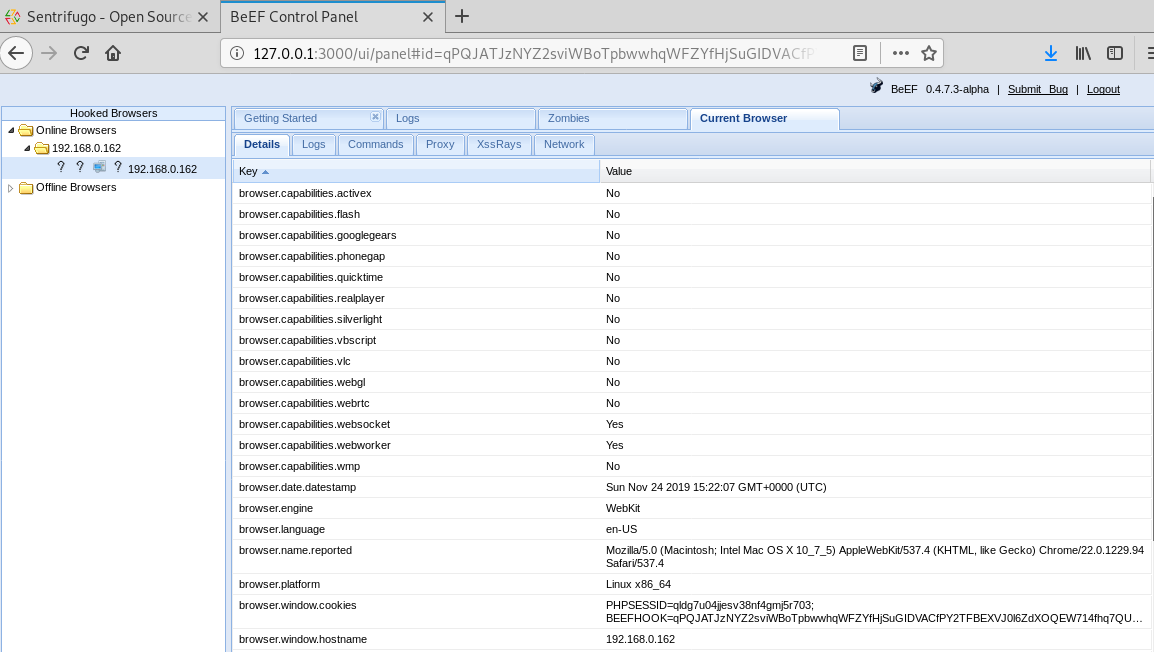 Sentrifugo - Open Source
BeEF Control Panel
127.0.0.1:3000/ui/panel#id=qPQJATJzNYZ2sviWBoTpbwwhqWFZYfHjSuGIDVACfP
BeEF 0.4.7.3-alpha | Submit Bug | Logout
Hooked Browsers
Online Browsers
192.168.0.162
? ? ? 192.168.0.162
Offline Browsers
Getting Started Logs Zombies Current Browser
Details Logs Commands Proxy XssRays Network
Key Value
browser.capabilities.activex No
browser.capabilities.flash No
browser.capabilities.googlegears No
browser.capabilities.phonegap No
browser.capabilities.quicktime No
browser.capabilities.realplayer No
browser.capabilities.silverlight No
browser.capabilities.vbscript No
browser.capabilities.vlc No
browser.capabilities.webgl No
browser.capabilities.webrtc No
browser.capabilities.websocket Yes
browser.capabilities.webworker Yes
browser.capabilities.wmp No
browser.date.datestamp Sun Nov 24 2019 15:22:07 GMT+0000 (UTC)
browser.engine WebKit
browser.language en-US
browser.name.reported Mozilla/5.0 (Macintosh; Intel Mac OS X 10_7_5) AppleWebKit/537.4 (KHTML, like Gecko) Chrome/22.0.1229.94
Safari/537.4
browser.platform Linux x86_64
browser.window.cookies PHPSESSID=qldg7u04jjesv38nf4gmj5r703;
BEEFHOOK=qPQJATJzNYZ2sviWBoTpbwwhqWFZYfHjSuGIDVACfPY2TFBEXVJ0l6ZdXOQEW714fhq7QU...
browser.window.hostname 192.168.0.162